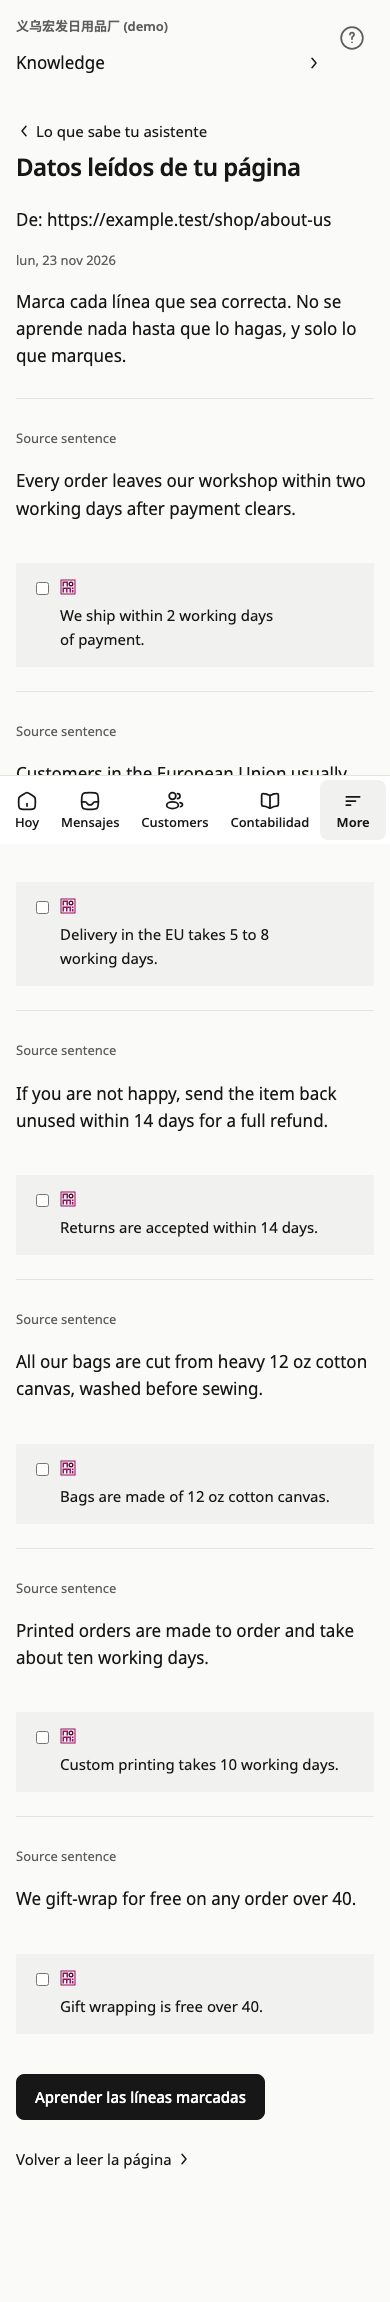 义乌宏发日用品厂 (demo)
Knowledge
Lo que sabe tu asistente
Datos leídos de tu página
De: https://example.test/shop/about-us
lun, 23 nov 2026
Marca cada línea que sea correcta. No se
aprende nada hasta que lo hagas, y solo lo
que marques.
Source sentence
Every order leaves our workshop within two
working days after payment clears.
We ship within 2 working days
of payment.
Source sentence
Customers in the European Union usually
Hoy
Mensajes
Customers
Contabilidad
More
Delivery in the EU takes 5 to 8
working days.
Source sentence
If you are not happy, send the item back
unused within 14 days for a full refund.
Returns are accepted within 14 days.
Source sentence
All our bags are cut from heavy 12 oz cotton
canvas, washed before sewing.
Bags are made of 12 oz cotton canvas.
Source sentence
Printed orders are made to order and take
about ten working days.
Custom printing takes 10 working days.
Source sentence
We gift-wrap for free on any order over 40.
Gift wrapping is free over 40.
Aprender las líneas marcadas
Volver a leer la página